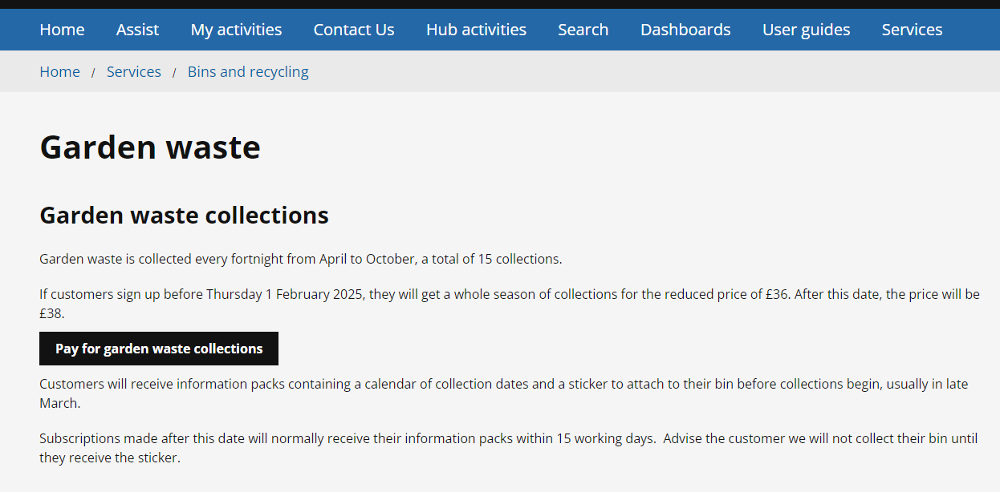 Home Assist My activities Contact Us Hub activities Search Dashboards User guides Services
Home / Services / Bins and recycling
Garden waste
Garden waste collections
Garden waste is collected every fortnight from April to October, a total of 15 collections.
If customers sign up before Thursday 1 February 2025, they will get a whole season of collections for the reduced price of £36. After this date, the price will be
£38.
Pay for garden waste collections
Customers will receive information packs containing a calendar of collection dates and a sticker to attach to their bin before collections begin, usually in late
March.
Subscriptions made after this date will normally receive their information packs within 15 working days.  Advise the customer we will not collect their bin until
they receive the sticker.